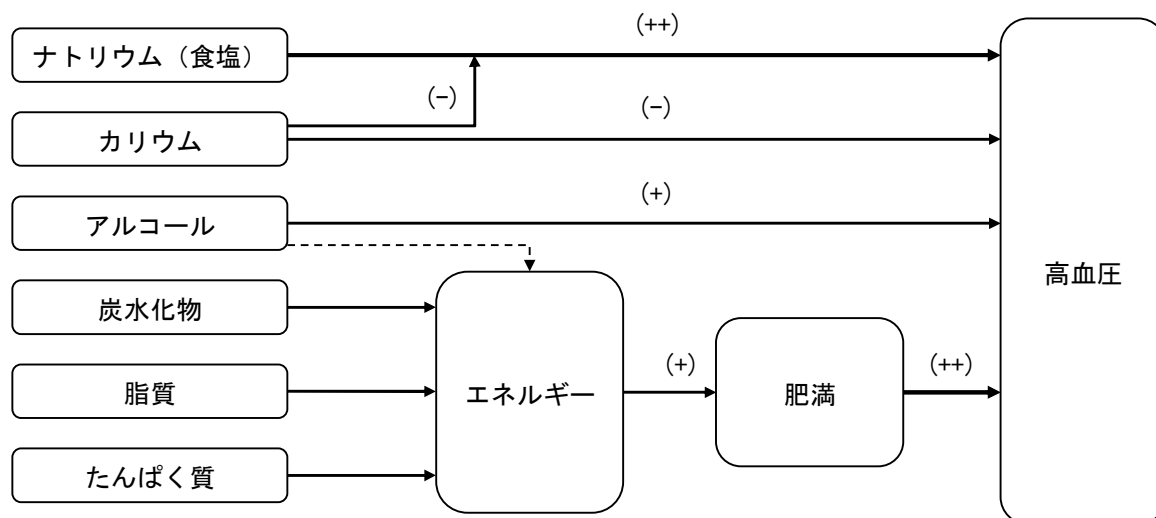 (++)
ナトリウム（食塩）
(-)
(-)
カリウム
(+)
アルコール
高血圧
炭水化物
(+)
(++)
脂質
エネルギー
肥満
たんぱく質